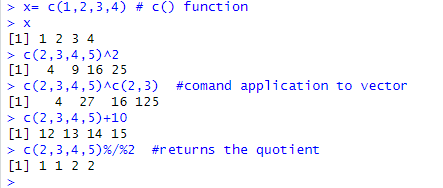 > x= c(1,2,3,4) # c() function
> x
[1] 1 2 3 4
> c(2,3,4,5)^2
[1]  4  9 16 25
> c(2,3,4,5)^c(2,3)  #comand application to vector
[1]   4  27  16 125
> c(2,3,4,5)+10
[1] 12 13 14 15
> c(2,3,4,5)%/%2  #returns the quotient
[1] 1 1 2 2
>